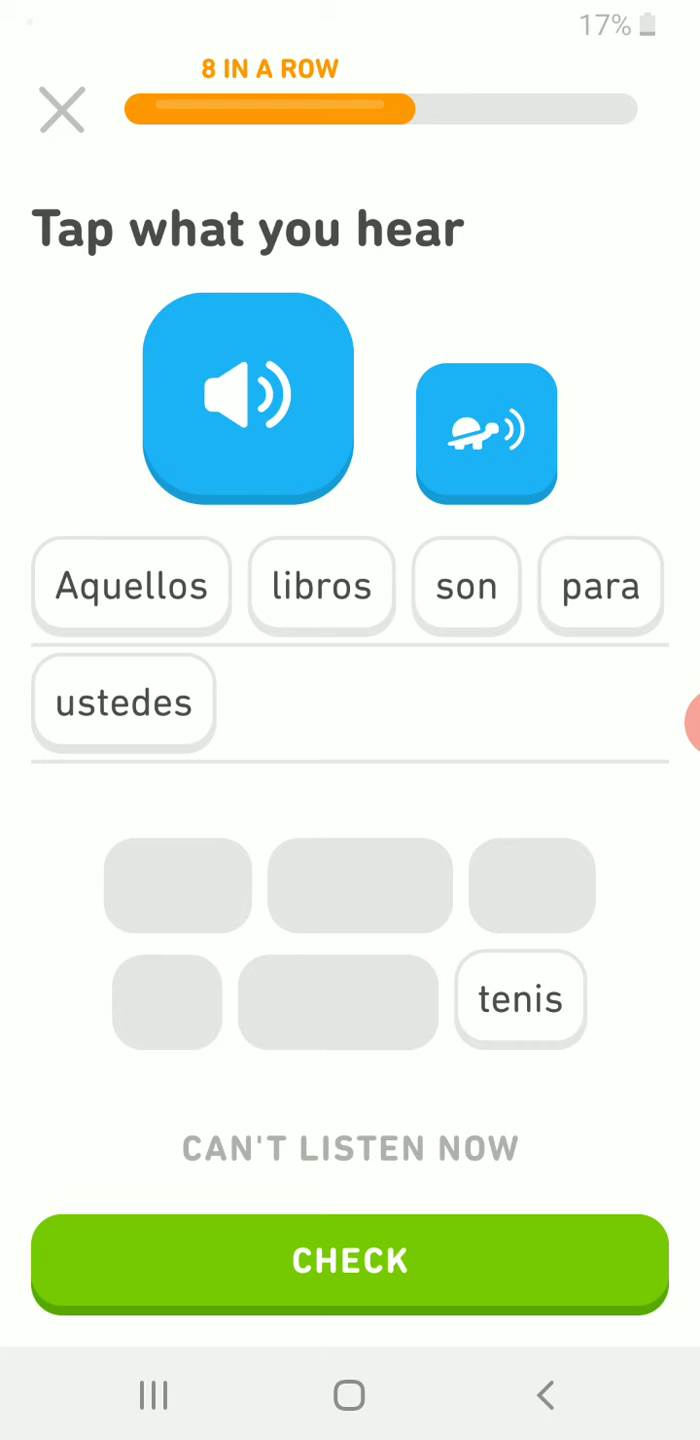 17%
8 IN A ROW
Tap what you hear
Aquellos libros son para
ustedes
tenis
CAN'T LISTEN NOW
CHECK